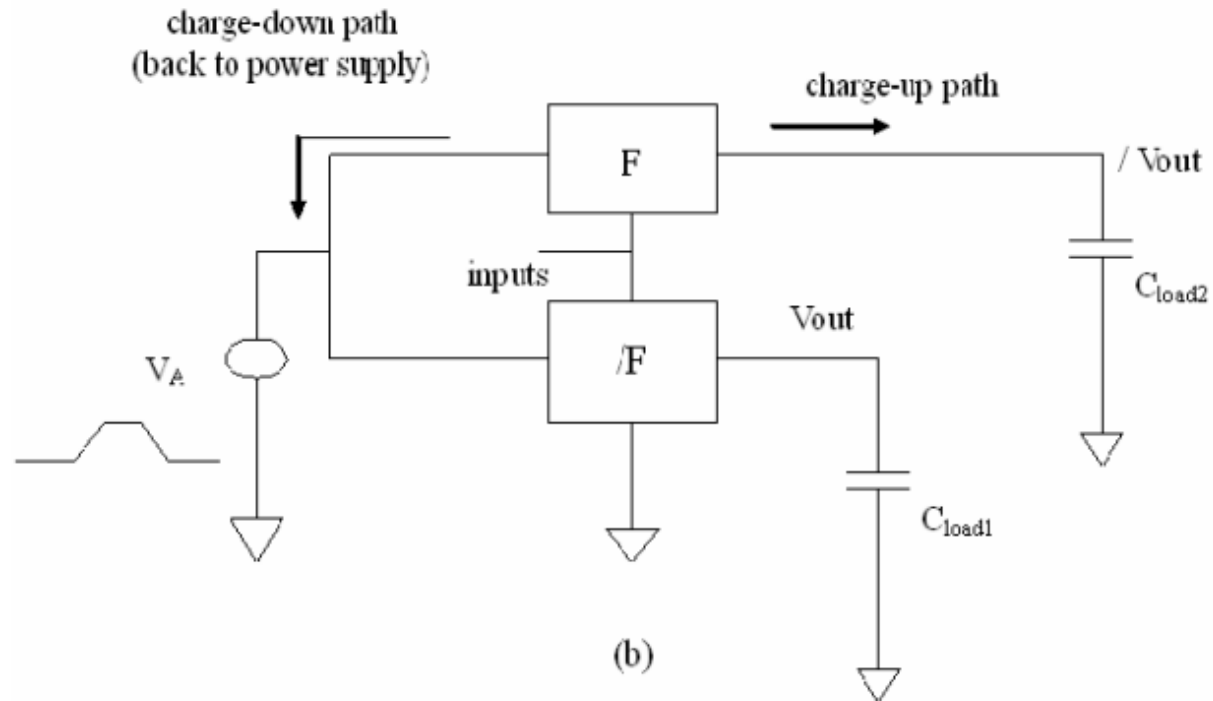 charge-down path
(back to power supply)
charge-up path
F
/ Vout
inputs
Cload2
Vout
/F
VA
Cload1
(b)